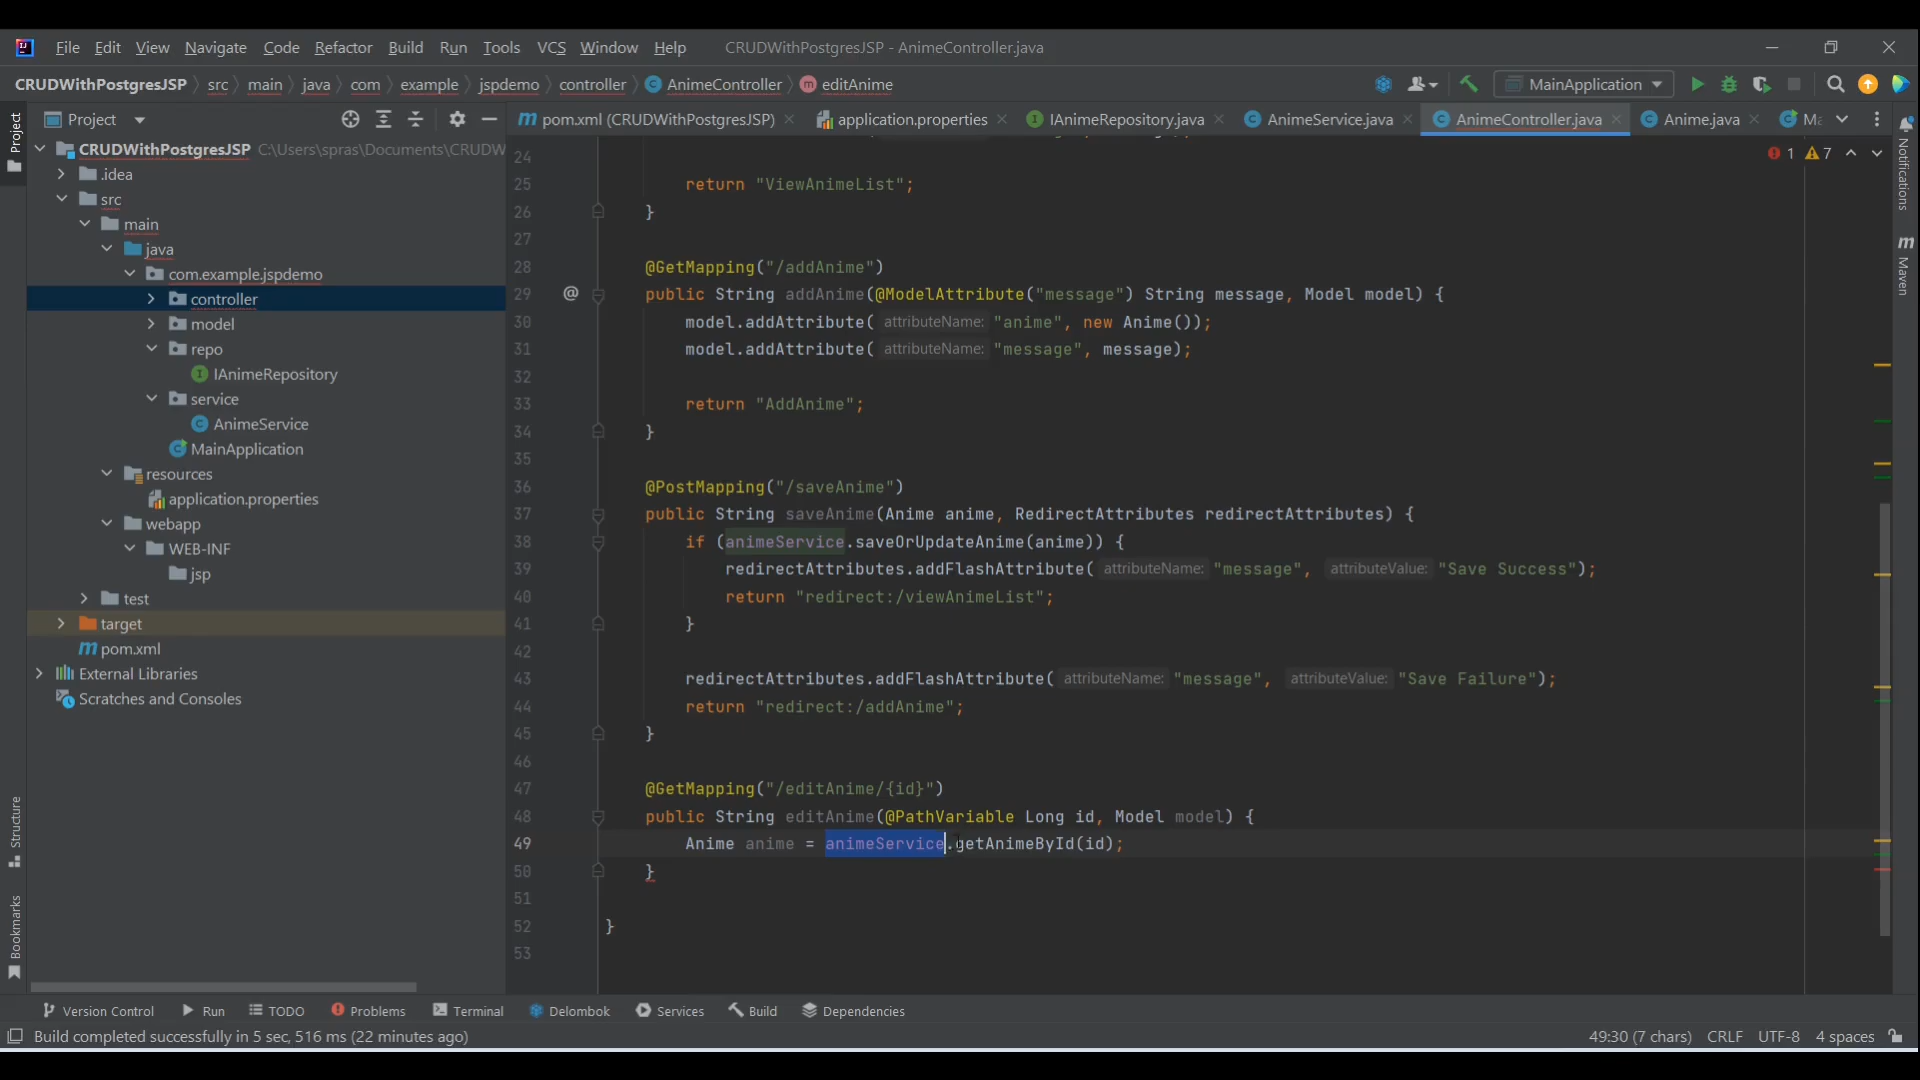 File Edit View Navigate Code Refactor Build Run Tools VCS Window Help CRUDWithPostgresJSP - AnimeController.java
CRUDWithPostgresJSP src main java com example jspdemo controller AnimeController editAnime MainApplication
Project
pom.xml (CRUDWithPostgresJSP) application.properties IAnimeRepository.java AnimeService.java AnimeController.java Anime.java
Project
CRUDWithPostgresJSP C:\Users\spras\Documents\CRUDW
.idea
src
main
java
com.example.jspdemo
controller
model
repo
IAnimeRepository
service
AnimeService
MainApplication
resources
application.properties
webapp
WEB-INF
jsp
test
target
pom.xml
External Libraries
Scratches and Consoles
1 7
24
25 return "ViewAnimeList";
26 }
27
28 @GetMapping("/addAnime")
29 public String addAnime(@ModelAttribute("message") String message, Model model) {
30 model.addAttribute( attributeName: "anime", new Anime());
31 model.addAttribute( attributeName: "message", message);
32
33 return "AddAnime";
34 }
35
36 @PostMapping("/saveAnime")
37 public String saveAnime(Anime anime, RedirectAttributes redirectAttributes) {
38 if (animeService.saveOrUpdateAnime(anime)) {
39 redirectAttributes.addFlashAttribute( attributeName: "message", attributeValue: "Save Success");
40 return "redirect:/viewAnimeList";
41 }
42
43 redirectAttributes.addFlashAttribute( attributeName: "message", attributeValue: "Save Failure");
44 return "redirect:/addAnime";
45 }
46
47 @GetMapping("/editAnime/{id}")
48 public String editAnime(@PathVariable Long id, Model model) {
49 Anime anime = animeService.getAnimeById(id);
50 }
51
52 }
53
Notifications
Maven
Structure
Bookmarks
Version Control Run TODO Problems Terminal Delombok Services Build Dependencies
Build completed successfully in 5 sec, 516 ms (22 minutes ago) 49:30 (7 chars) CRLF UTF-8 4 spaces